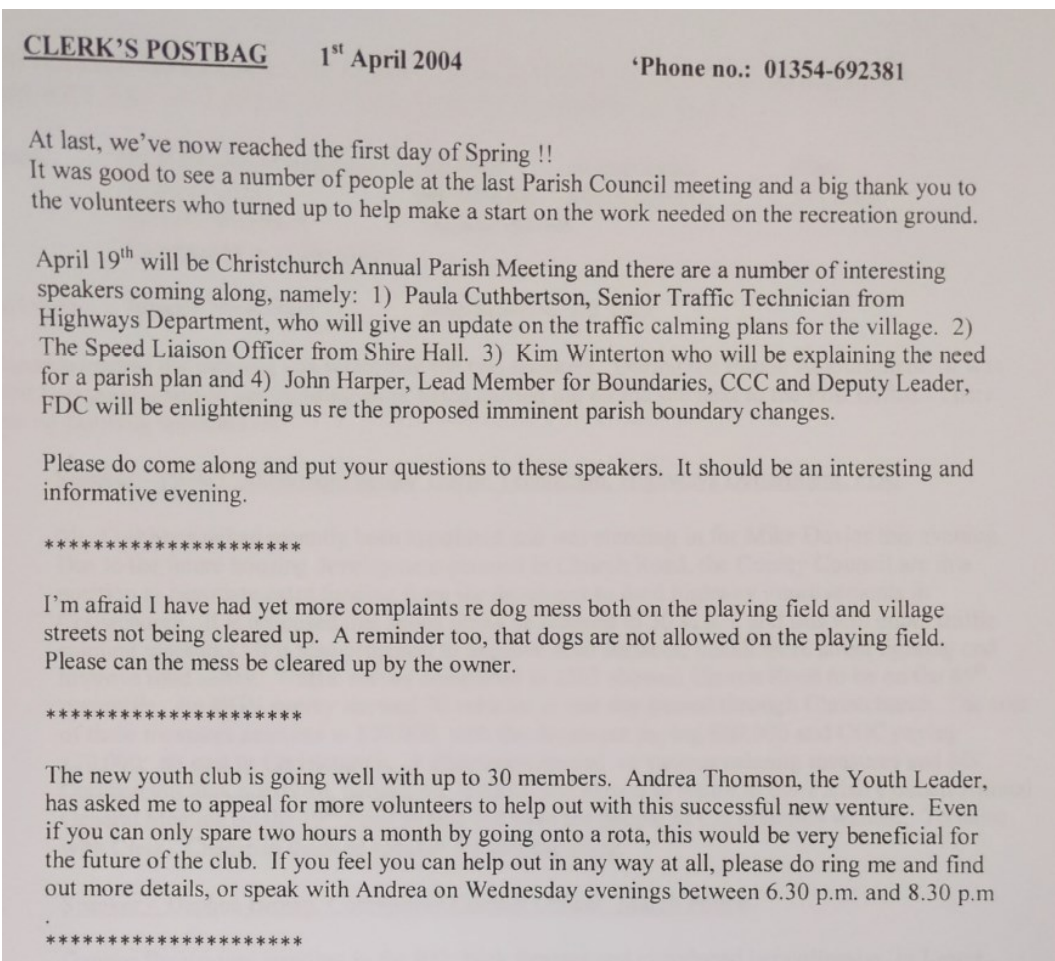 CLERK'S POSTBAG 1st April 2004 ‘Phone no.: 01354-692381
At last, we've now reached the first day of Spring !!
It was good to see a number of people at the last Parish Council meeting and a big thank you to
the volunteers who turned up to help make a start on the work needed on the recreation ground.
April 19th will be Christchurch Annual Parish Meeting and there are a number of interesting
speakers coming along, namely: 1) Paula Cuthbertson, Senior Traffic Technician from
Highways Department, who will give an update on the traffic calming plans for the village. 2)
The Speed Liaison Officer from Shire Hall. 3) Kim Winterton who will be explaining the need
for a parish plan and 4) John Harper, Lead Member for Boundaries, CCC and Deputy Leader,
FDC will be enlightening us re the proposed imminent parish boundary changes.
Please do come along and put your questions to these speakers. It should be an interesting and
informative evening.
*********************
I'm afraid I have had yet more complaints re dog mess both on the playing field and village
streets not being cleared up. A reminder too, that dogs are not allowed on the playing field.
Please can the mess be cleared up by the owner.
*********************
The new youth club is going well with up to 30 members. Andrea Thomson, the Youth Leader,
has asked me to appeal for more volunteers to help out with this successful new venture. Even
if you can only spare two hours a month by going onto a rota, this would be very beneficial for
the future of the club. If you feel you can help out in any way at all, please do ring me and find
out more details, or speak with Andrea on Wednesday evenings between 6.30 p.m. and 8.30 p.m
.
*********************